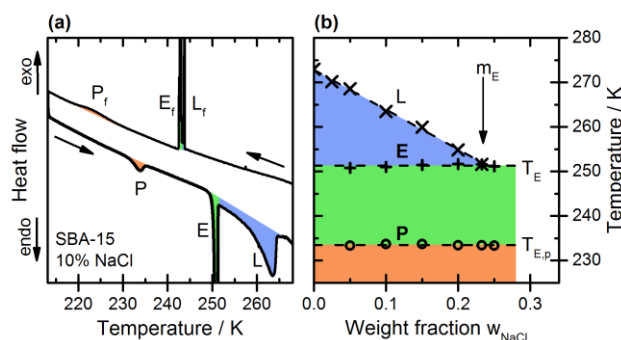 (a)
exo
P_f
E_f
L_f
Heat flow
P
E
L
endo
SBA-15
10% NaCl
220 230 240 250 260
Temperature / K
(b)
280
270
260
250
240
230
L
m_E
E
T_E
P
T_E,p
0.0 0.1 0.2 0.3
Weight fraction w_NaCl
Temperature / K